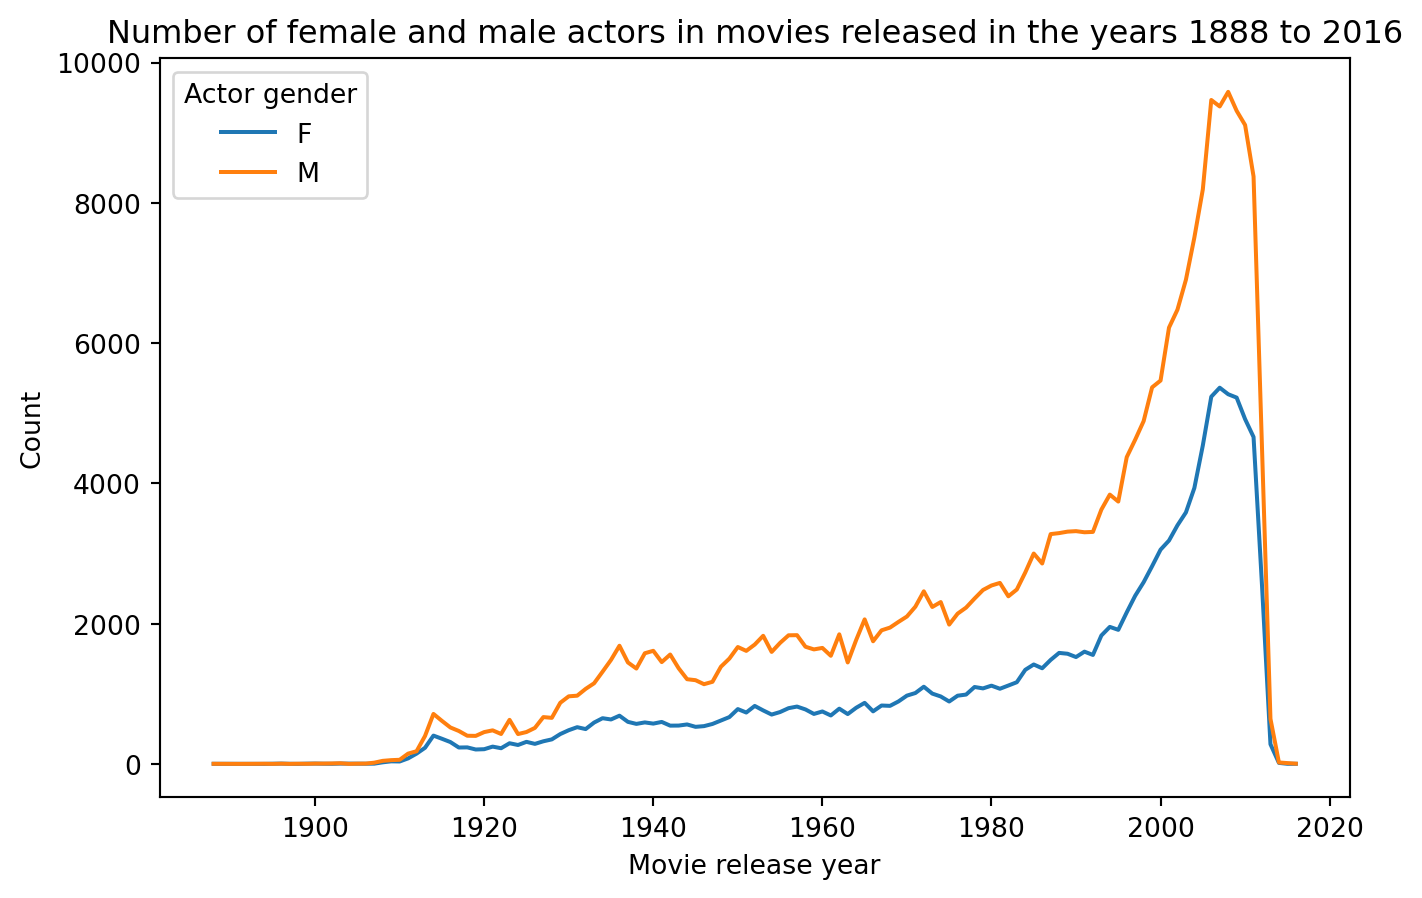 Number of female and male actors in movies released in the years 1888 to 2016
10000
8000
6000
4000
2000
0
Count
Actor gender
F
M
1900 1920 1940 1960 1980 2000 2020
Movie release year